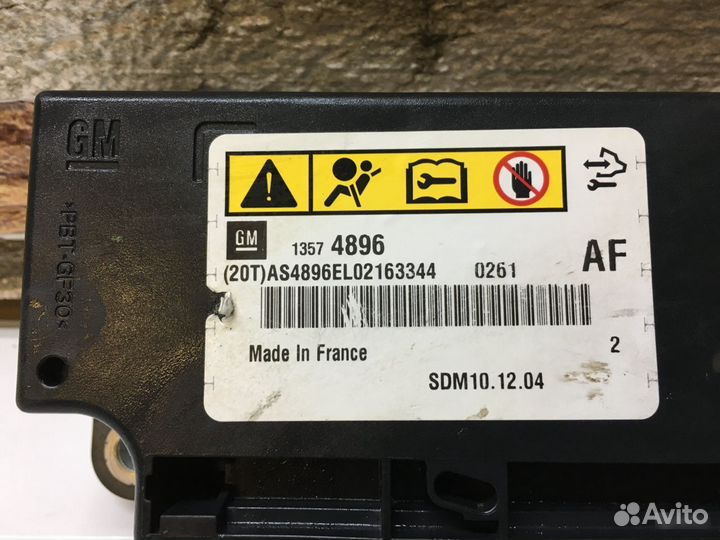 GM
>PBT-GF30<
GM 1357 4896
(20T)AS4896EL02163344 0261 AF
Made In France 2
SDM10.12.04
Avito